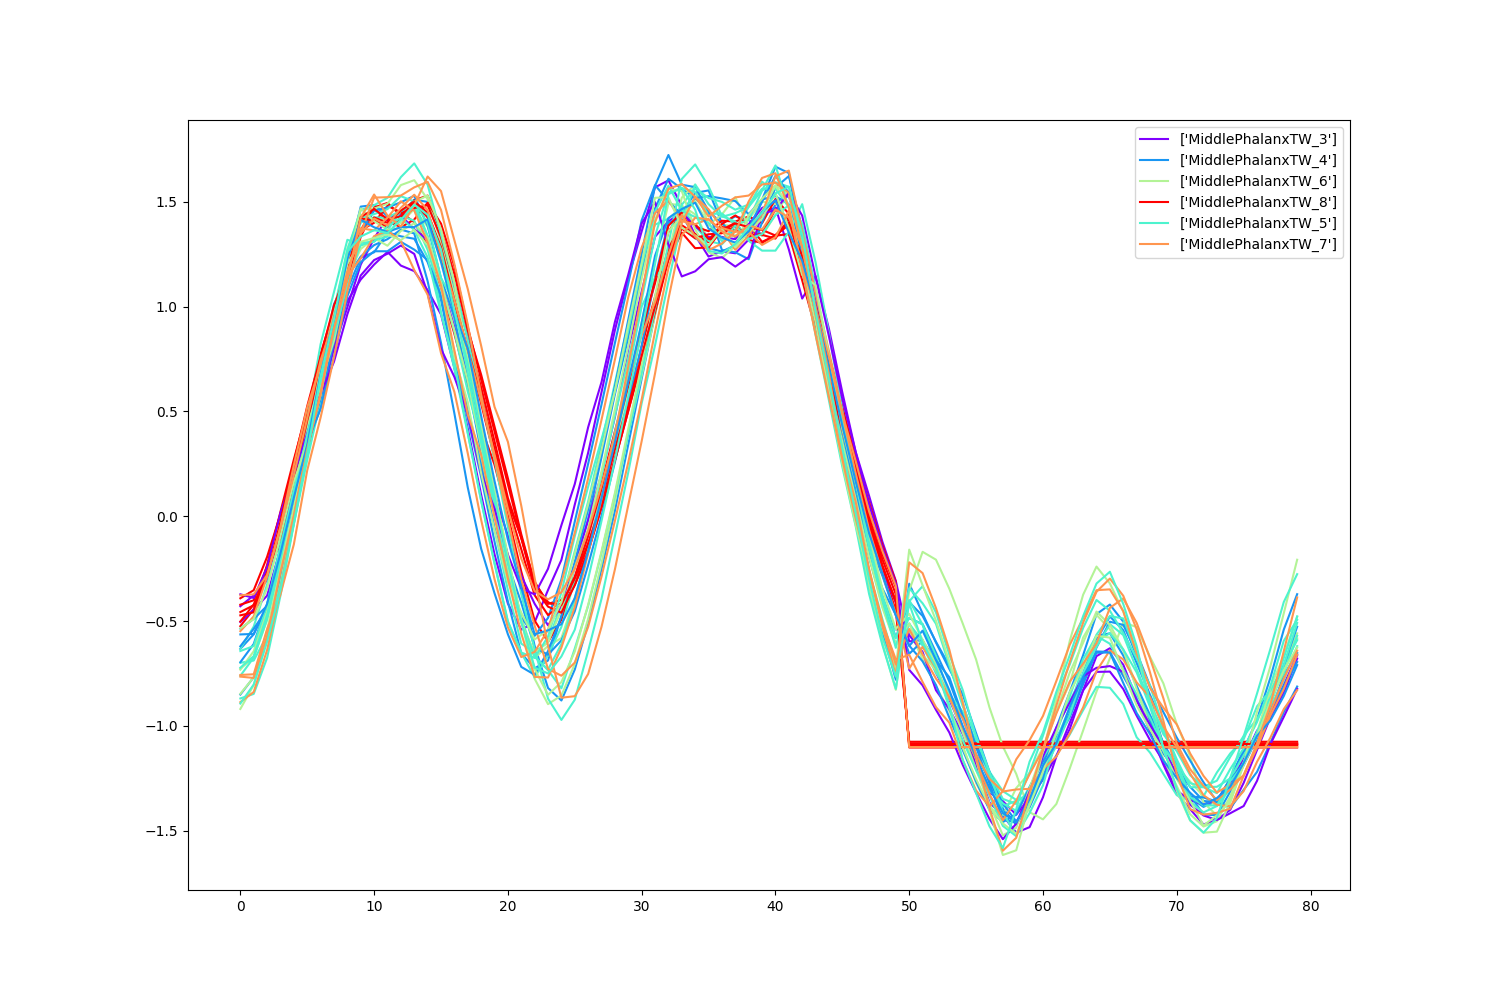 ['MiddlePhalanxTW_3']
['MiddlePhalanxTW_4']
['MiddlePhalanxTW_6']
['MiddlePhalanxTW_8']
['MiddlePhalanxTW_5']
['MiddlePhalanxTW_7']
1.5
1.0
0.5
0.0
−0.5
−1.0
−1.5
0 10 20 30 40 50 60 70 80